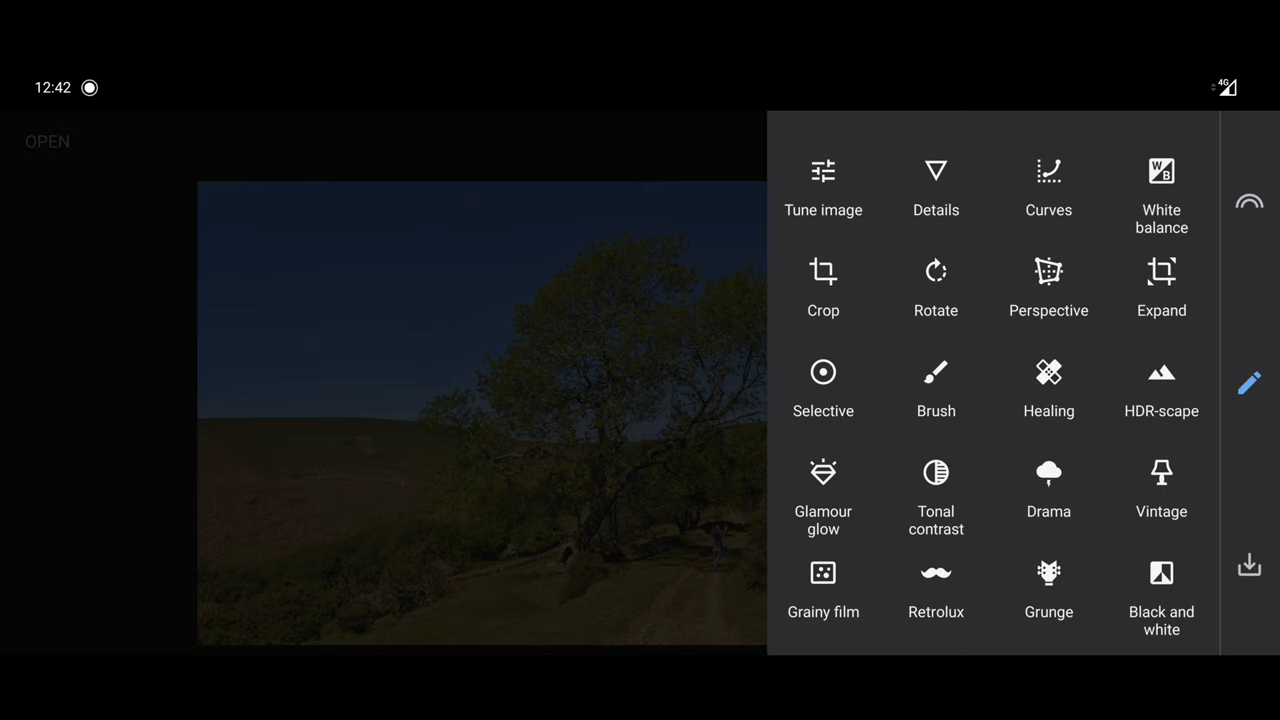 12:42
4G
OPEN
Tune image
Details
Curves
White
balance
Crop
Rotate
Perspective
Expand
Selective
Brush
Healing
HDR-scape
Glamour
glow
Tonal
contrast
Drama
Vintage
Grainy film
Retrolux
Grunge
Black and
white